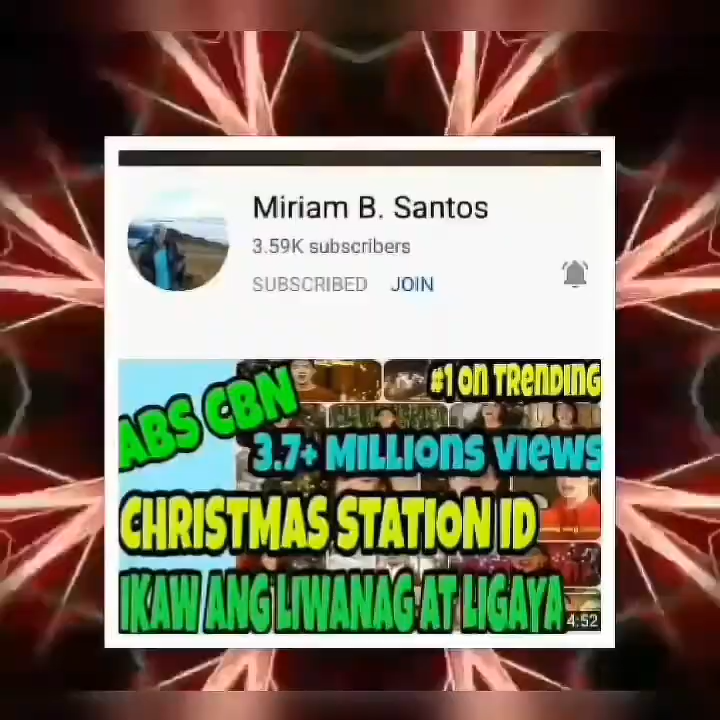 Miriam B. Santos
3.59K subscribers
SUBSCRIBED JOIN
#1 ON TRENDING
ABS CBN
3.7+ MILLIONS VIEWS
CHRISTMAS STATION ID
IKAW ANG LIWANAG AT LIGAYA
4:52